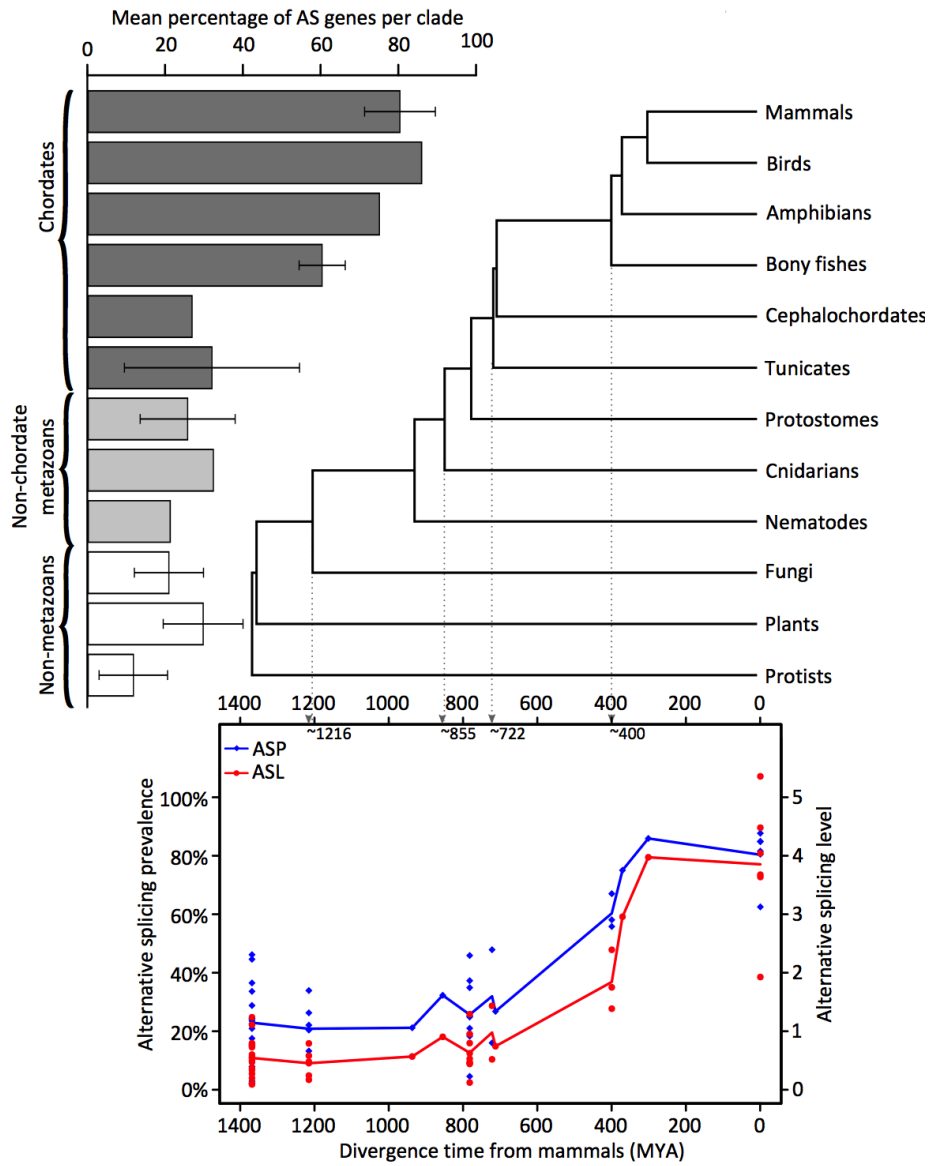 Mean percentage of AS genes per clade
0 20 40 60 80 100
Chordates
Non-chordate
metazoans
Non-metazoans
Mammals
Birds
Amphibians
Bony fishes
Cephalochordates
Tunicates
Protostomes
Cnidarians
Nematodes
Fungi
Plants
Protists
1400 1200 1000 800 600 400 200 0
~1216 ~855 ~722 ~400
ASP
ASL
Alternative splicing prevalence
100%
80%
60%
40%
20%
0%
5
4
3
2
1
0
Alternative splicing level
1400 1200 1000 800 600 400 200 0
Divergence time from mammals (MYA)